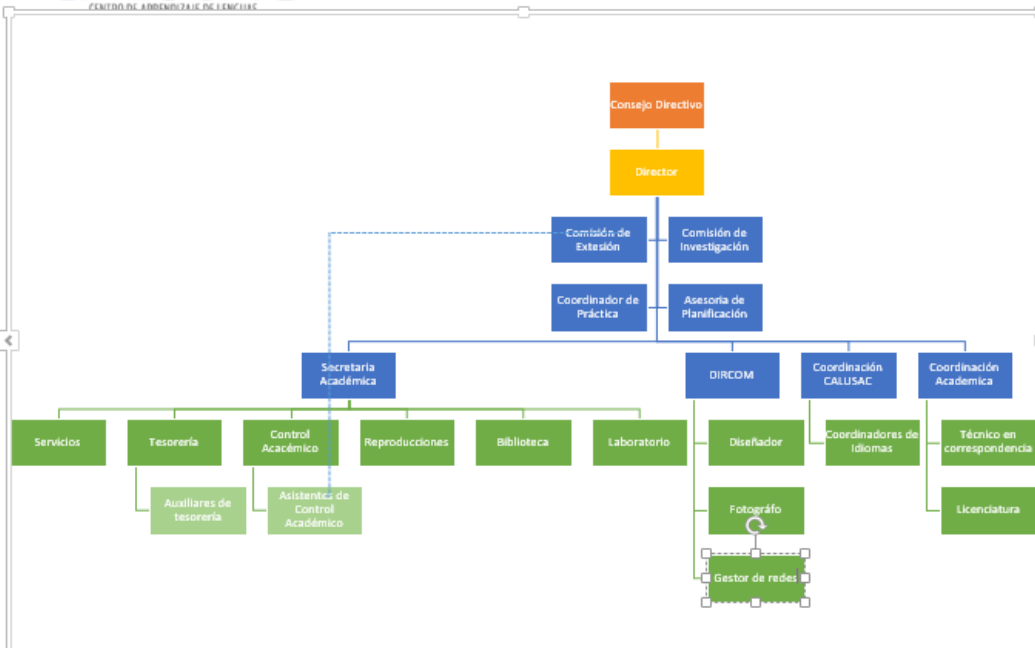 CENTRO DE APRENDIZAJE DE LENGUAS
Consejo Directivo
Director
Comisión de
Extesión
Comisión de
Investigación
Coordinador de
Práctica
Asesoria de
Planificación
Secretaria
Académica
DIRCOM
Coordinación
CALUSAC
Coordinación
Academica
Servicios
Tesorería
Control
Académico
Reproducciones
Biblioteca
Laboratorio
Diseñador
Coordinadores de
Idiomas
Técnico en
correspondencia
Auxiliares de
tesorería
Asistentes de
Control
Académico
Fotográfo
Licenciatura
Gestor de redes